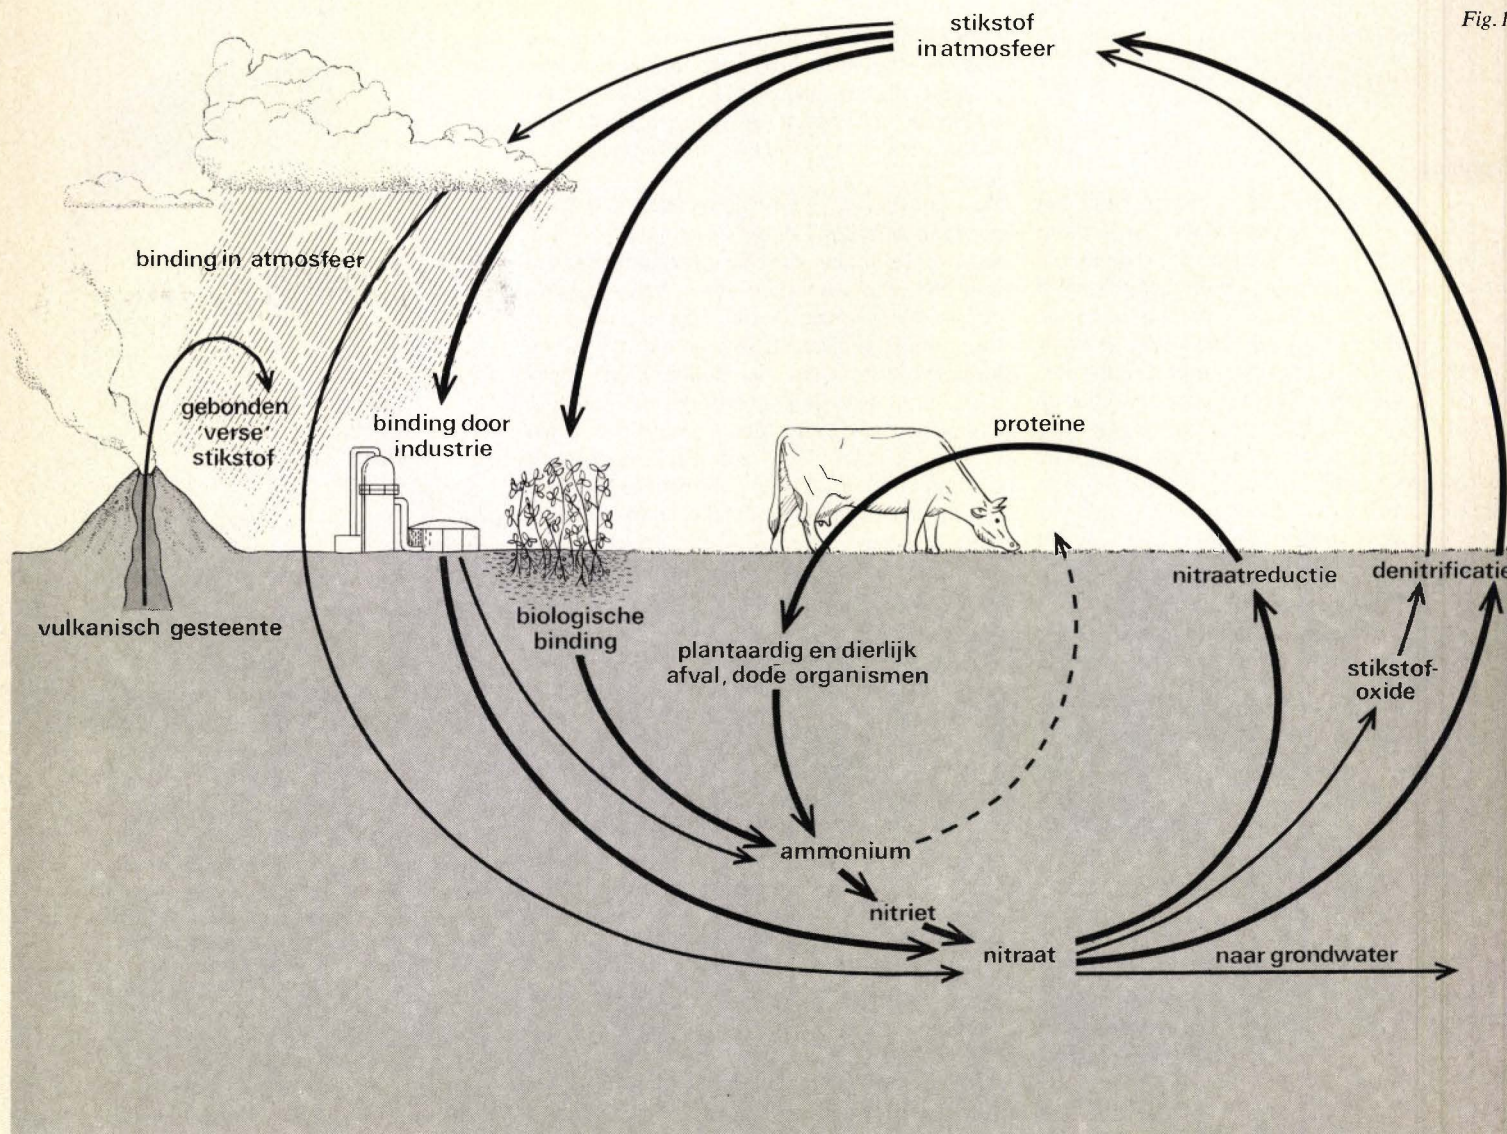 stikstof
in atmosfeer
Fig.
binding in atmosfeer
gebonden
'verse'
stikstof
binding door
industrie
proteïne
vulkanisch gesteente
biologische
binding
plantaardig en dierlijk
afval, dode organismen
nitraatreductie
denitrificatie
stikstof-
oxide
ammonium
nitriet
nitraat
naar grondwater